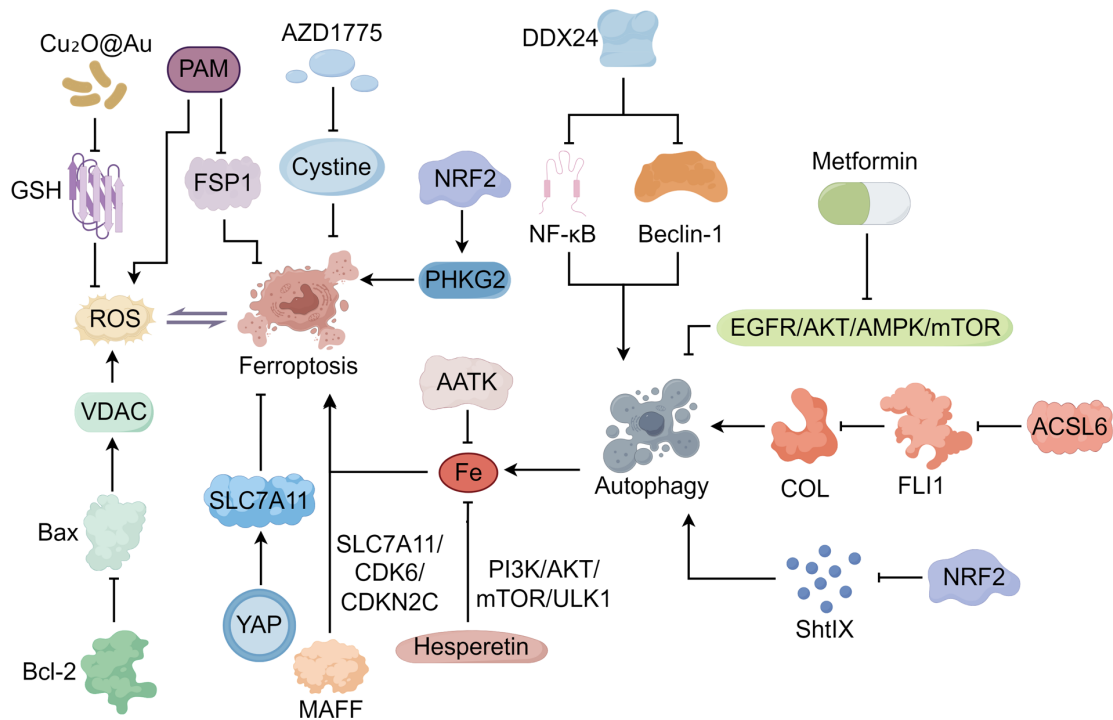 Cu₂O@Au
PAM
AZD1775
DDX24
GSH
FSP1
Cystine
NRF2
NF-κB
Beclin-1
Metformin
ROS
Ferroptosis
PHKG2
EGFR/AKT/AMPK/mTOR
VDAC
AATK
Fe
Autophagy
COL
FLI1
ACSL6
Bax
SLC7A11
SLC7A11/
CDK6/
CDKN2C
PI3K/AKT/
mTOR/ULK1
ShtIX
NRF2
Bcl-2
YAP
MAFF
Hesperetin